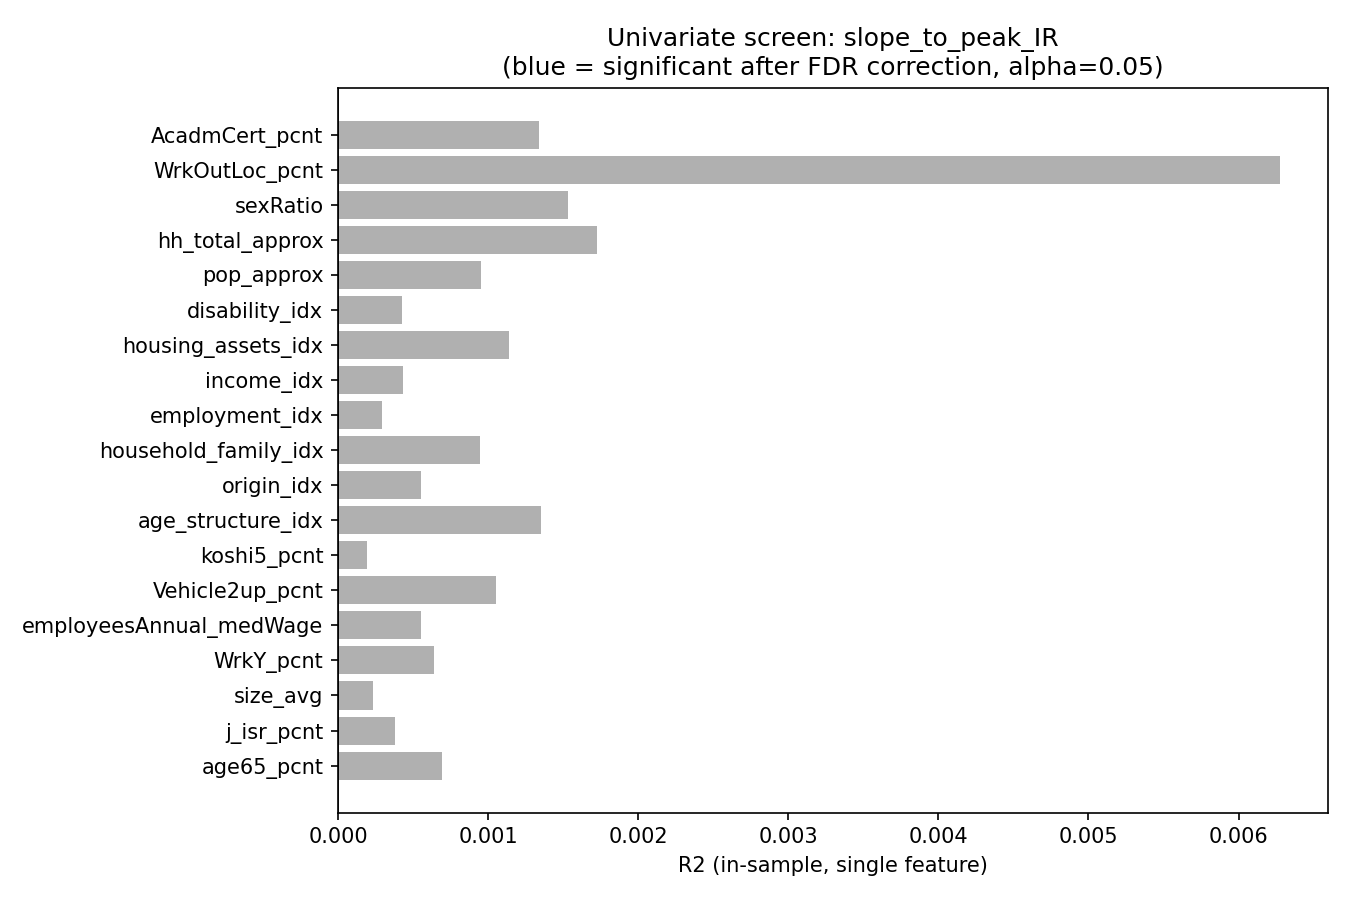 Univariate screen: slope_to_peak_IR
(blue = significant after FDR correction, alpha=0.05)
AcadmCert_pcnt
WrkOutLoc_pcnt
sexRatio
hh_total_approx
pop_approx
disability_idx
housing_assets_idx
income_idx
employment_idx
household_family_idx
origin_idx
age_structure_idx
koshi5_pcnt
Vehicle2up_pcnt
employeesAnnual_medWage
WrkY_pcnt
size_avg
j_isr_pcnt
age65_pcnt
0.000 0.001 0.002 0.003 0.004 0.005 0.006
R2 (in-sample, single feature)